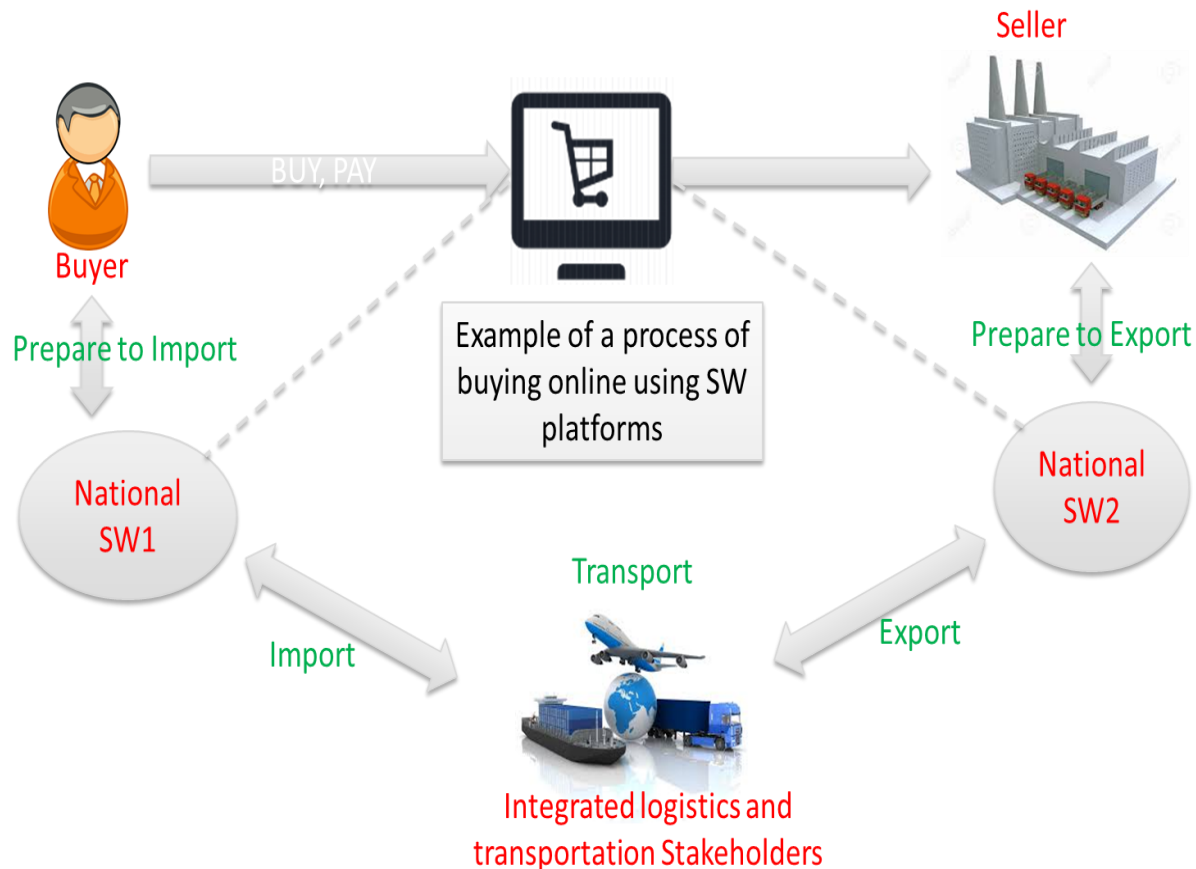 Seller
BUY, PAY
Buyer
Prepare to Import
Example of a process of
buying online using SW
platforms
Prepare to Export
National
SW1
National
SW2
Transport
Import
Export
Integrated logistics and
transportation Stakeholders